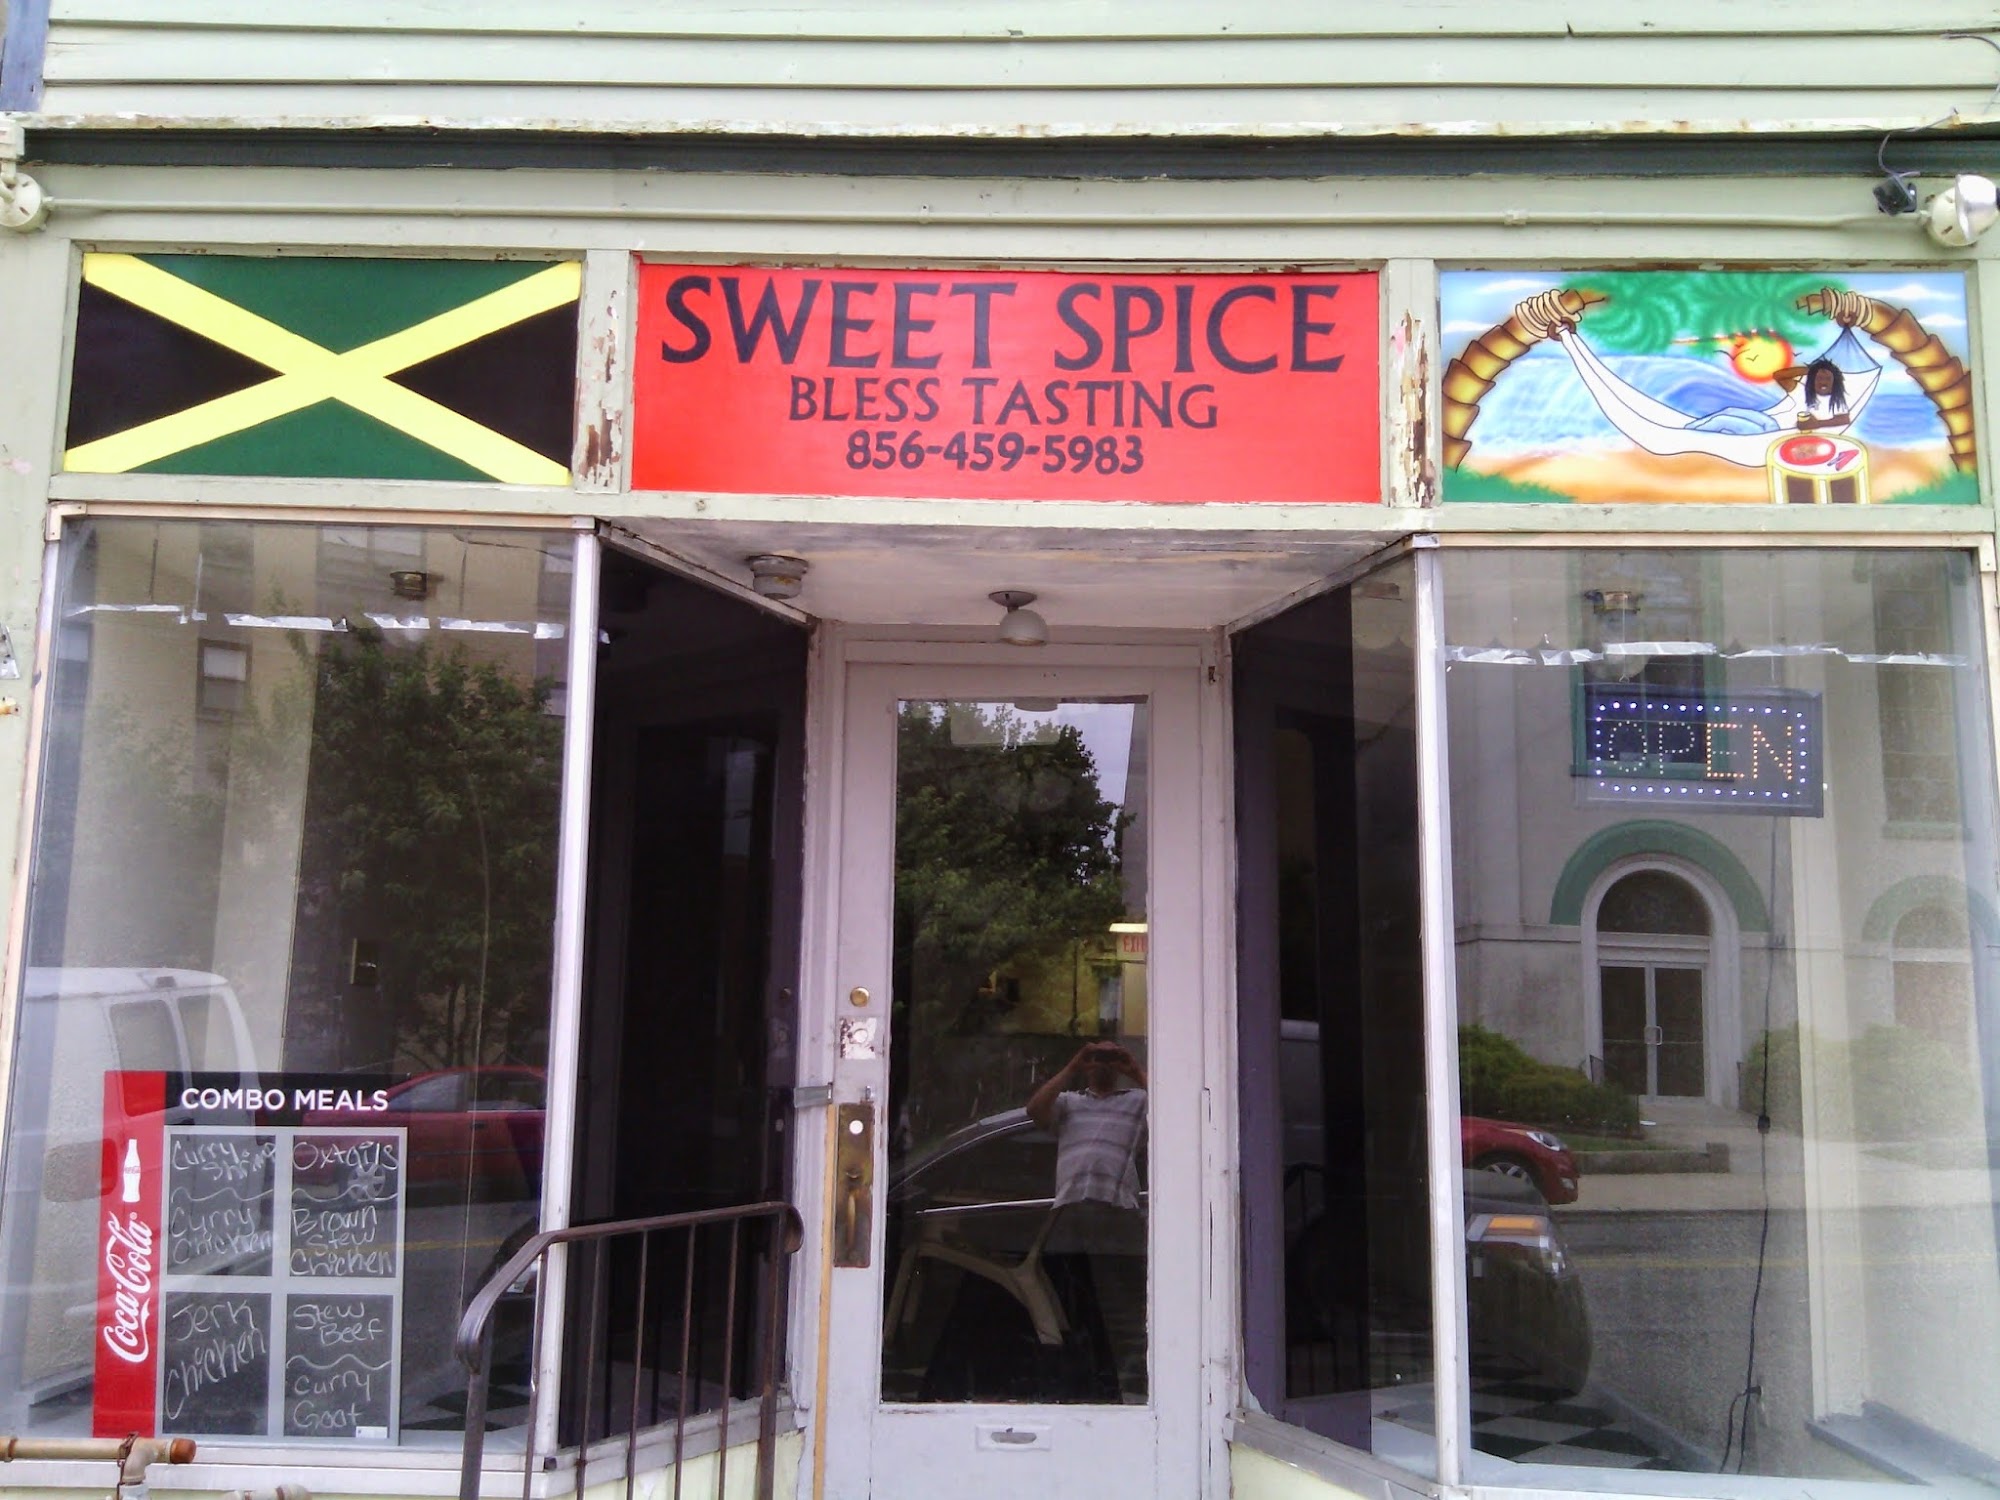 SWEET SPICE
BLESS TASTING
856-459-5983
OPEN
COMBO MEALS
Curry
Shrimp
Curry
Chicken
Jerk
Chicken
Oxtails
Brown
Stew
Chicken
Stew
Beef
Curry
Goat
Coca-Cola